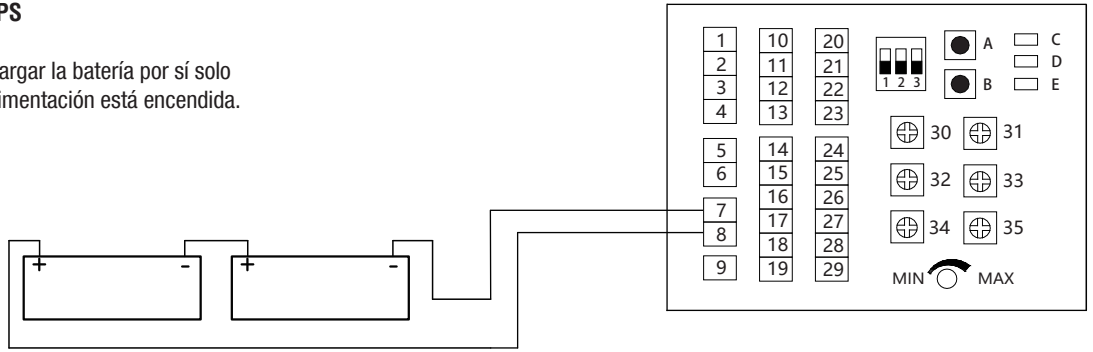 PS
argar la batería por sí solo
imentación está encendida.
1 10 20
2 11 21
3 12 22
4 13 23
5 14 24
6 15 25
16 26
7 17 27
8 18 28
9 19 29
1 2 3
A C
D
B E
30 31
32 33
34 35
MIN MAX
+ - + -